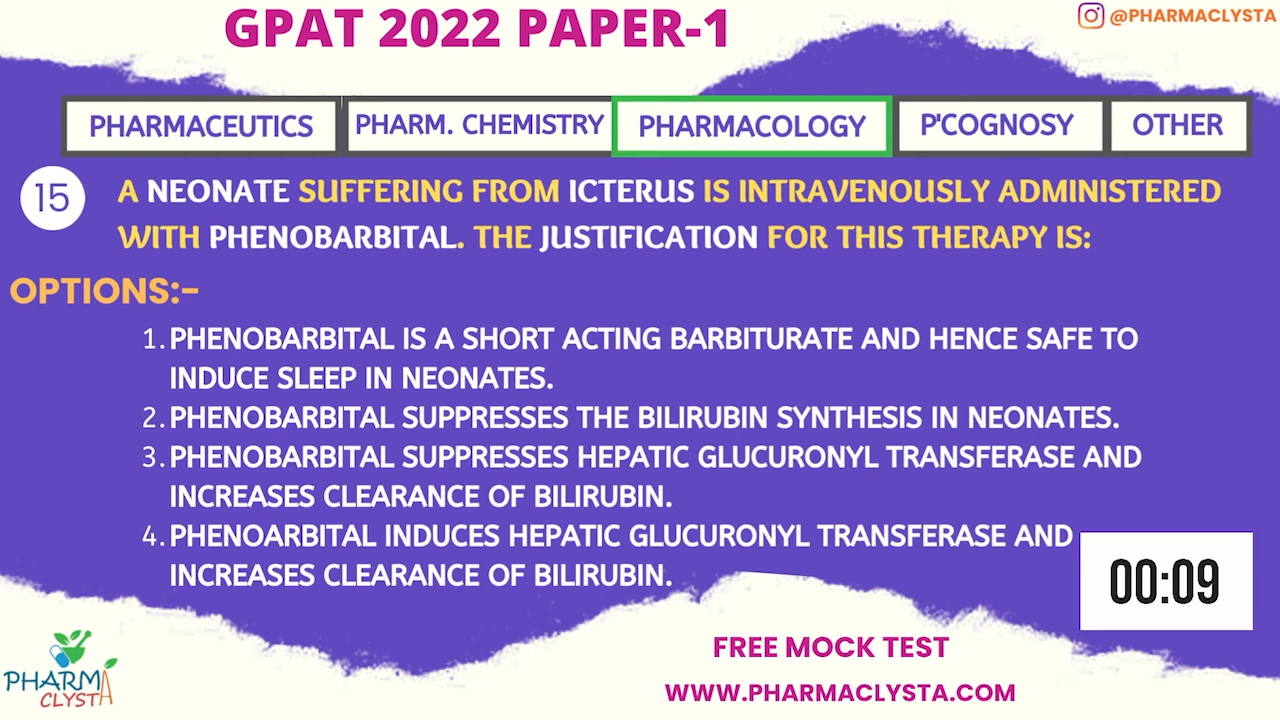 GPAT 2022 PAPER-1
@PHARMACLYSTA
PHARMACEUTICS
PHARM. CHEMISTRY
PHARMACOLOGY
P'COGNOSY
OTHER
15
A NEONATE SUFFERING FROM ICTERUS IS INTRAVENOUSLY ADMINISTERED
WITH PHENOBARBITAL. THE JUSTIFICATION FOR THIS THERAPY IS:
OPTIONS:-
1. PHENOBARBITAL IS A SHORT ACTING BARBITURATE AND HENCE SAFE TO
INDUCE SLEEP IN NEONATES.
2. PHENOBARBITAL SUPPRESSES THE BILIRUBIN SYNTHESIS IN NEONATES.
3. PHENOBARBITAL SUPPRESSES HEPATIC GLUCURONYL TRANSFERASE AND
INCREASES CLEARANCE OF BILIRUBIN.
4. PHENOARBITAL INDUCES HEPATIC GLUCURONYL TRANSFERASE AND
INCREASES CLEARANCE OF BILIRUBIN.
00:09
PHARMA
CLYSTA
FREE MOCK TEST
WWW.PHARMACLYSTA.COM